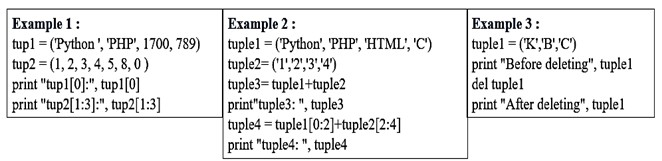 Example 1 :
tup1 = ('Python ', 'PHP', 1700, 789)
tup2 = (1, 2, 3, 4, 5, 8, 0 )
print "tup1[0]:", tup1[0]
print "tup2[1:3]:", tup2[1:3]
Example 2 :
tuple1 = ('Python', 'PHP', 'HTML', 'C')
tuple2= ('1','2','3','4')
tuple3= tuple1+tuple2
print"tuple3: ", tuple3
tuple4 = tuple1[0:2]+tuple2[2:4]
print "tuple4: ", tuple4
Example 3 :
tuple1 = ('K','B','C')
print "Before deleting", tuple1
del tuple1
print "After deleting", tuple1